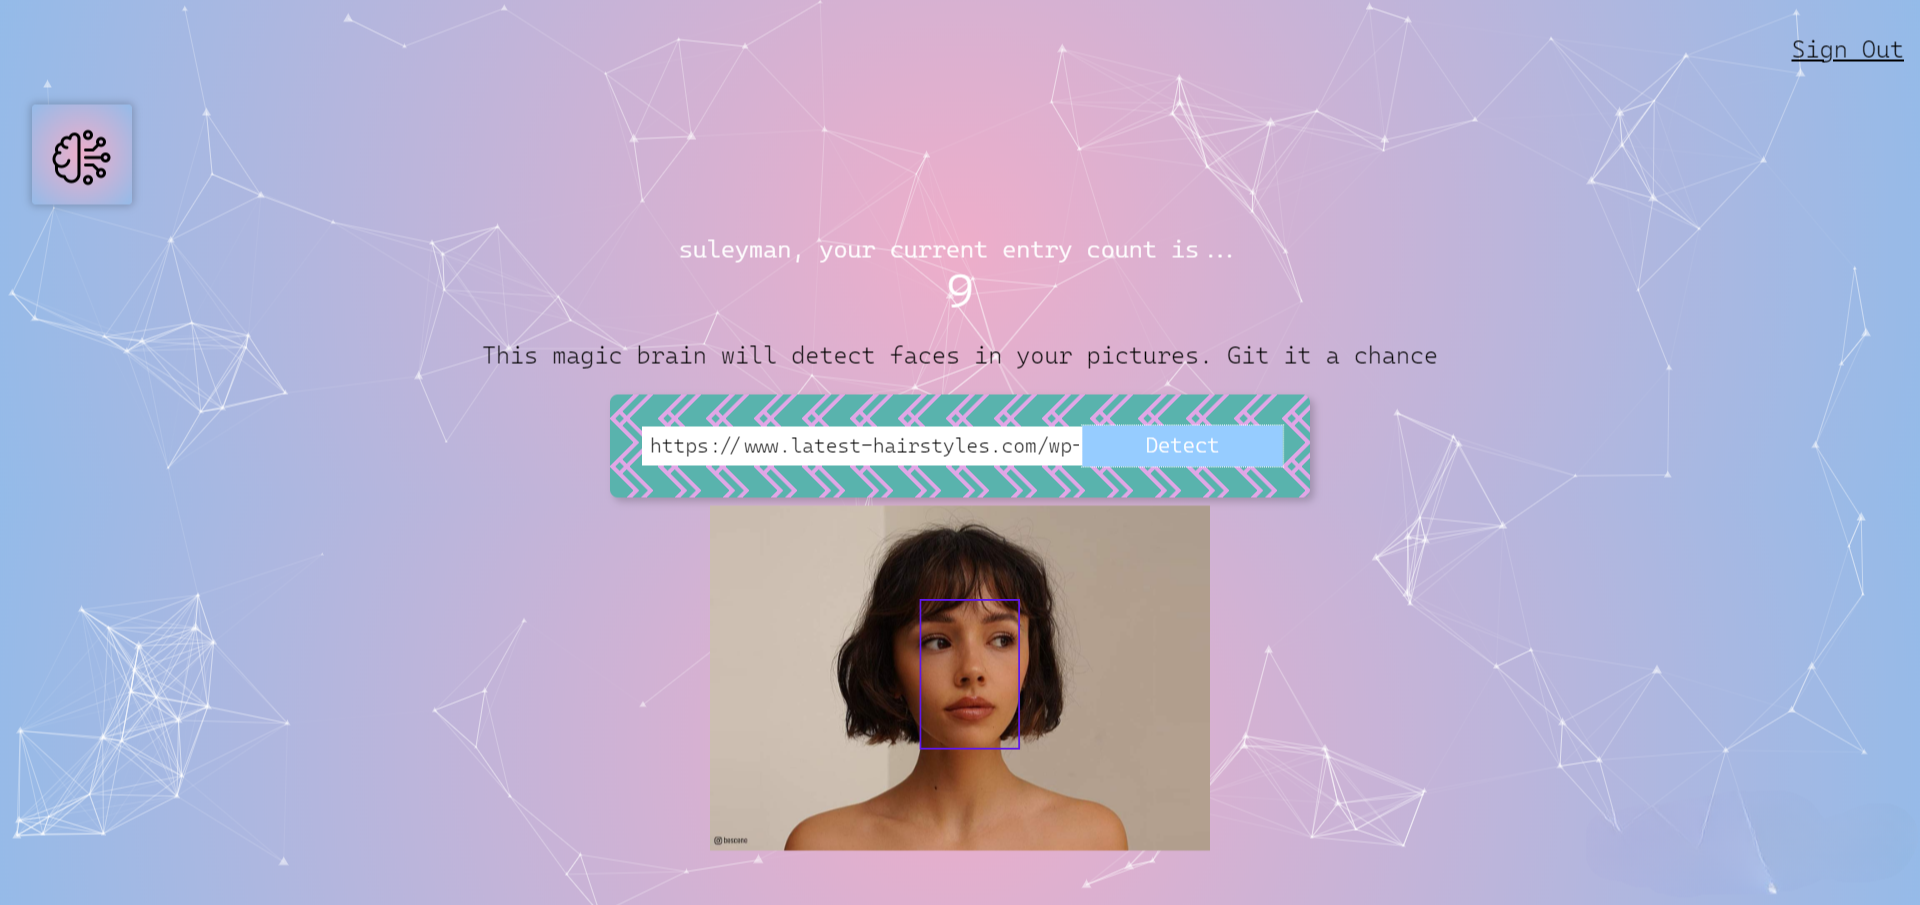 Sign Out
suleyman, your current entry count is...
9
This magic brain will detect faces in your pictures. Git it a chance
https://www.latest-hairstyles.com/wp-
Detect